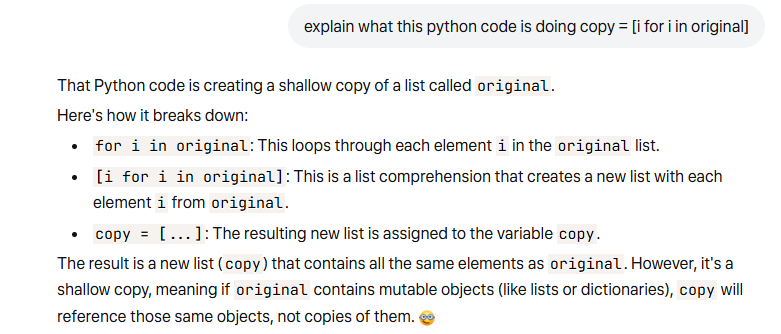 explain what this python code is doing copy = [i for i in original]
That Python code is creating a shallow copy of a list called original.
Here's how it breaks down:
• for i in original: This loops through each element i in the original list.
• [i for i in original]: This is a list comprehension that creates a new list with each
element i from original.
• copy = [...]: The resulting new list is assigned to the variable copy.
The result is a new list (copy) that contains all the same elements as original. However, it's a
shallow copy, meaning if original contains mutable objects (like lists or dictionaries), copy will
reference those same objects, not copies of them. 🤓